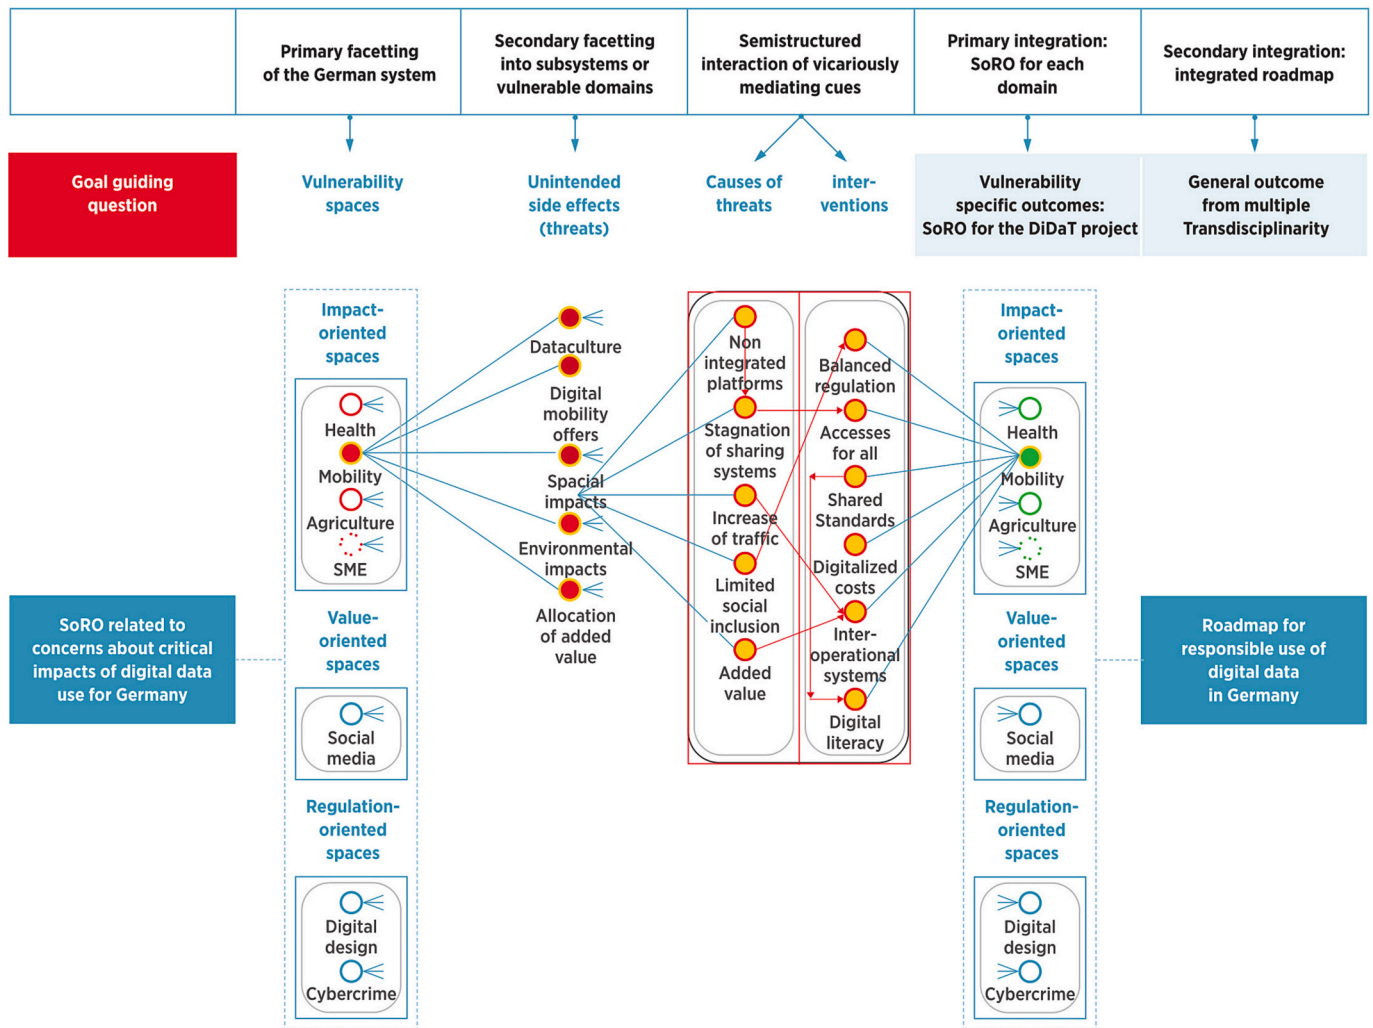 Primary facetting
of the German system
Secondary facetting
into subsystems or
vulnerable domains
Semistructured
interaction of vicariously
mediating cues
Primary integration:
SoRO for each
domain
Secondary integration:
integrated roadmap
Goal guiding
question
Vulnerability
spaces
Unintended
side effects
(threats)
Causes of
threats
inter-
ventions
Vulnerability
specific outcomes:
SoRO for the DiDaT project
General outcome
from multiple
Transdisciplinarity
SoRO related to
concerns about critical
impacts of digital data
use for Germany
Impact-
oriented
spaces
Health
Mobility
Agriculture
SME
Value-
oriented
spaces
Social
media
Regulation-
oriented
spaces
Digital
design
Cybercrime
Dataculture
Digital
mobility
offers
Spacial
impacts
Environmental
impacts
Allocation
of added
value
Non
integrated
platforms
Stagnation
of sharing
systems
Increase
of traffic
Limited
social
inclusion
Added
value
Balanced
regulation
Accesses
for all
Shared
Standards
Digitalized
costs
Inter-
operational
systems
Digital
literacy
Impact-
oriented
spaces
Health
Mobility
Agriculture
SME
Value-
oriented
spaces
Social
media
Regulation-
oriented
spaces
Digital
design
Cybercrime
Roadmap for
responsible use of
digital data
in Germany